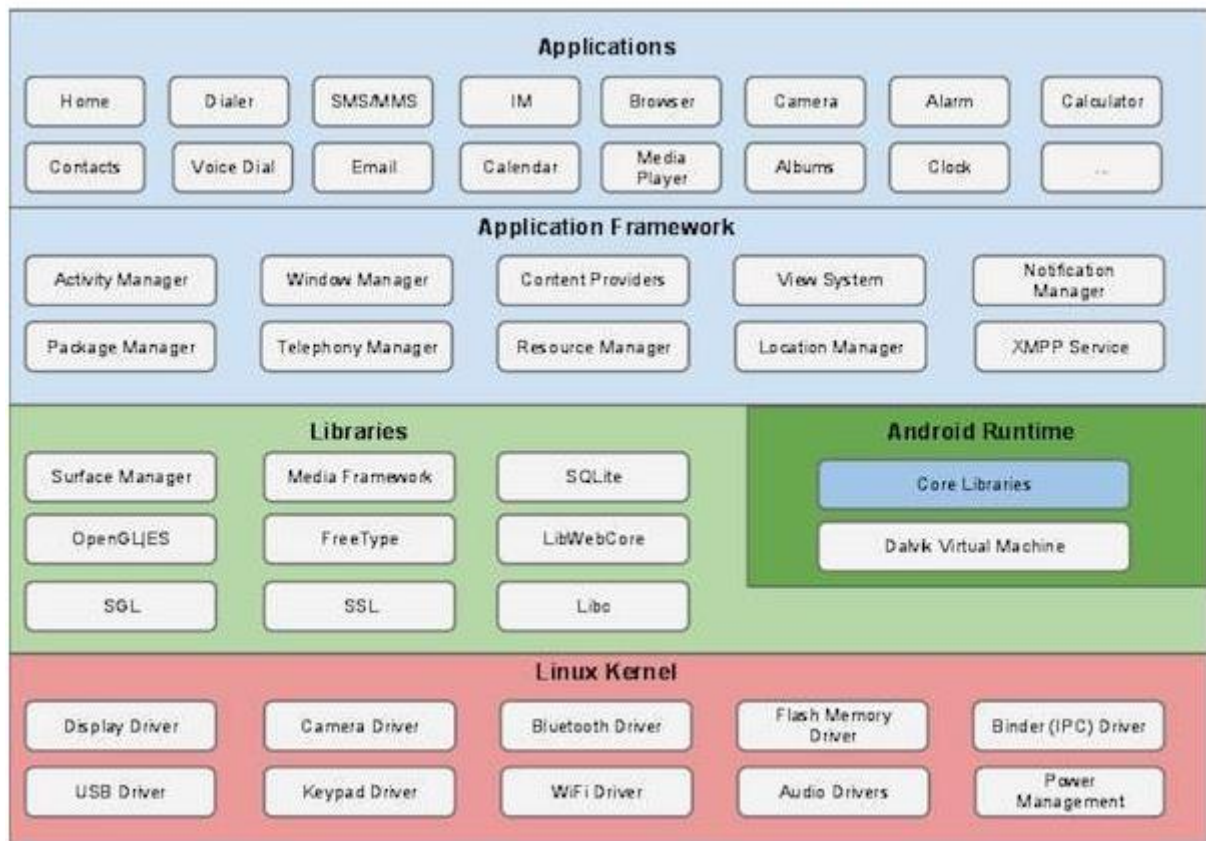 Applications
Home
Dialer
SMS/MMS
IM
Browser
Camera
Alarm
Calculator
Contacts
Voice Dial
Email
Calendar
Media
Player
Albums
Clock
...
Application Framework
Activity Manager
Window Manager
Content Providers
View System
Notification
Manager
Package Manager
Telephony Manager
Resource Manager
Location Manager
XMPP Service
Libraries
Surface Manager
Media Framework
SQLite
OpenGL|ES
FreeType
LibWebCore
SGL
SSL
Libc
Android Runtime
Core Libraries
Dalvik Virtual Machine
Linux Kernel
Display Driver
Camera Driver
Bluetooth Driver
Flash Memory
Driver
Binder (IPC) Driver
USB Driver
Keypad Driver
WiFi Driver
Audio Drivers
Power
Management